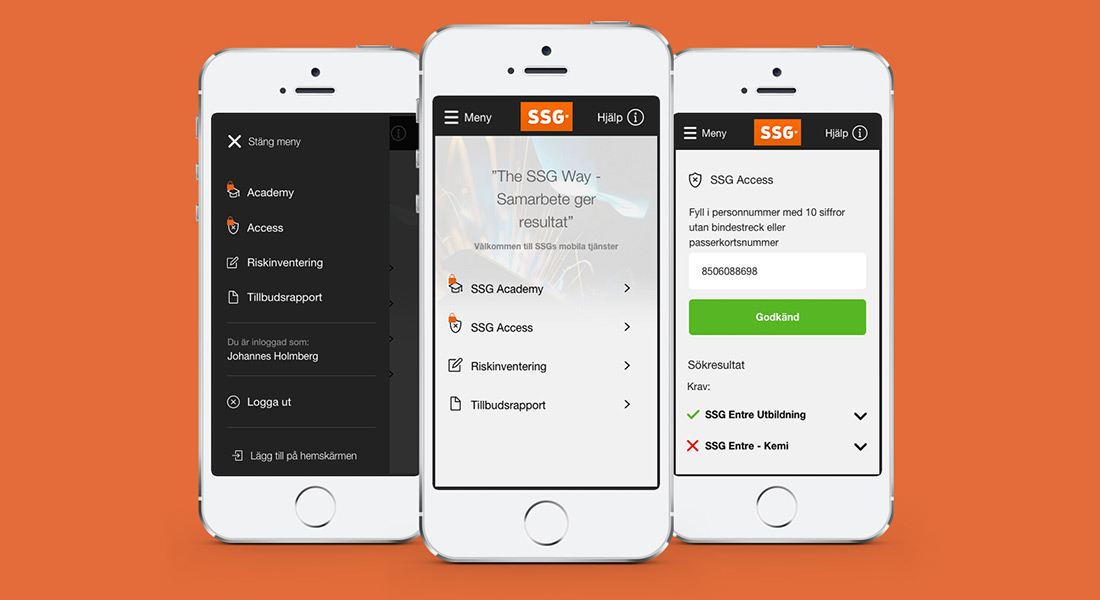 Stäng meny
Academy
Access
Riskinventering
Tillbudsrapport
Du är inloggad som:
Johannes Holmberg
Logga ut
Lägg till på hemskärmen
Meny
SSG
Hjälp
”The SSG Way -
Samarbete ger
resultat”
Välkommen till SSGs mobila tjänster
SSG Academy
SSG Access
Riskinventering
Tillbudsrapport
Meny
SSG
Hjälp
SSG Access
Fyll i personnummer med 10 siffror
utan bindestreck eller
passerkortsnummer
8506088698
Godkänd
Sökresultat
Krav:
SSG Entre Utbildning
SSG Entre - Kemi